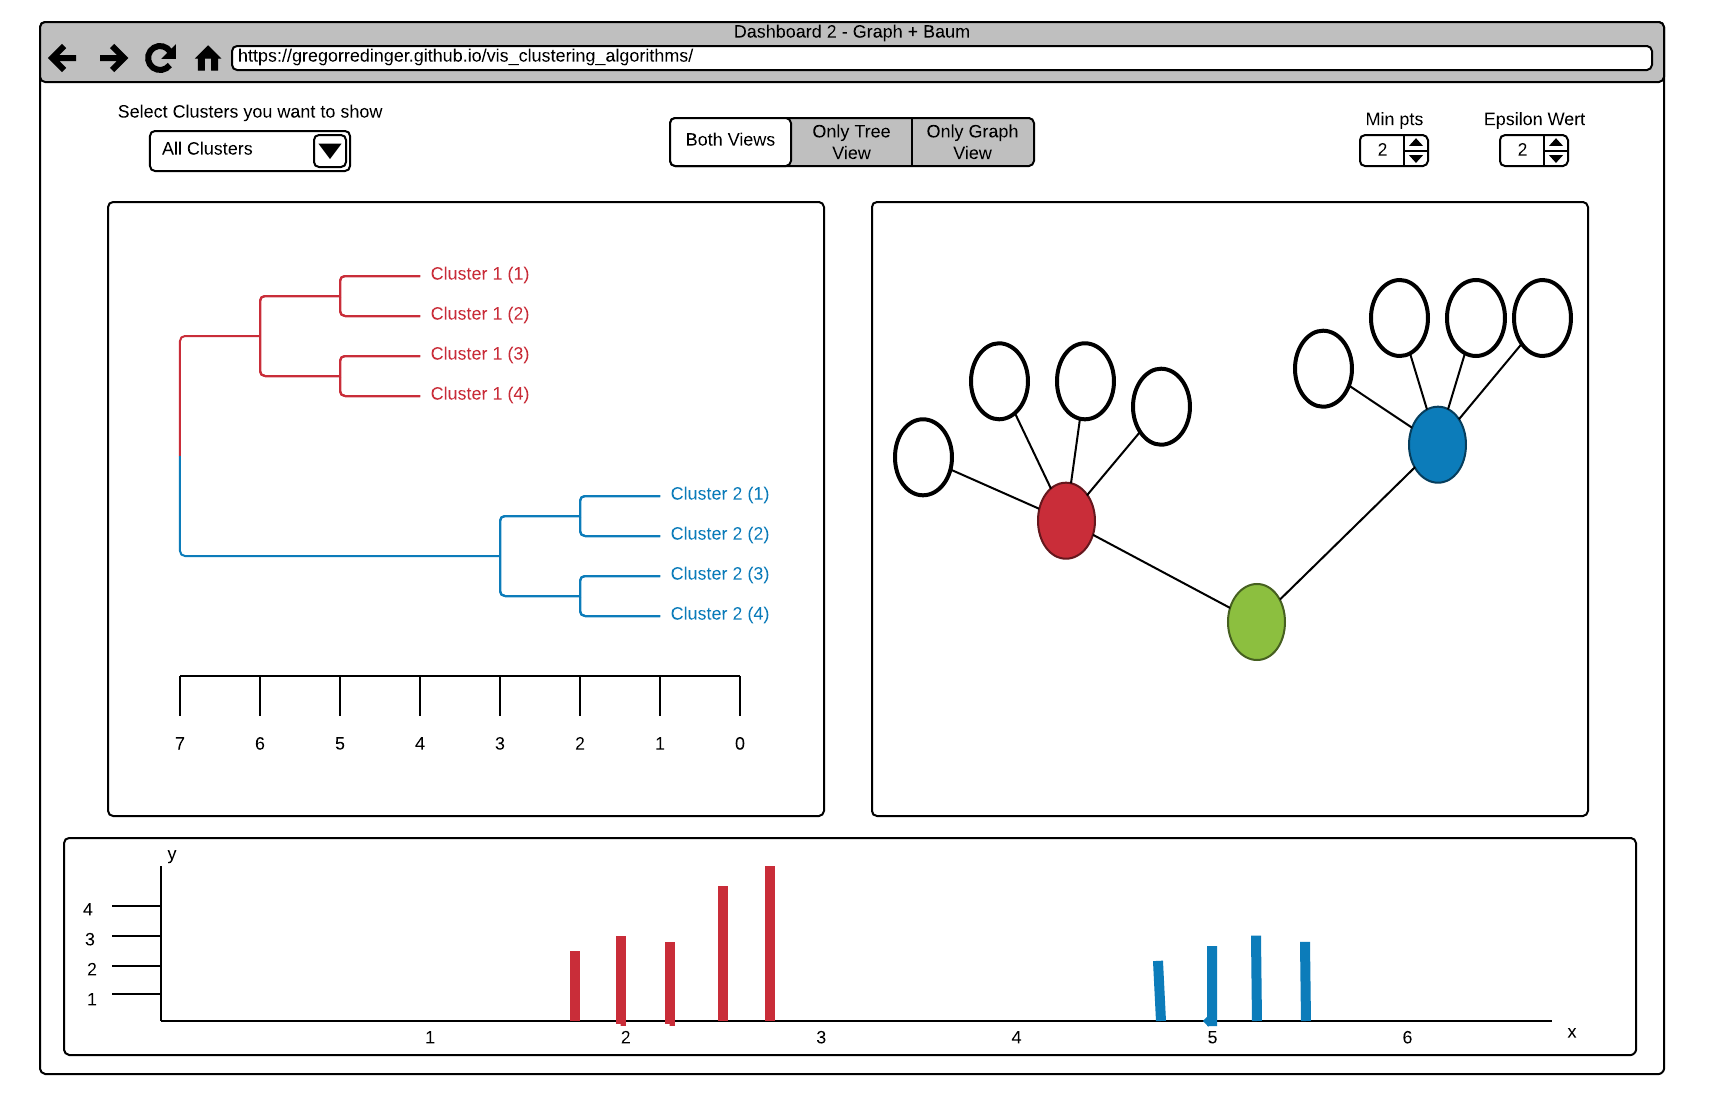 Dashboard 2 - Graph + Baum
https://gregorredinger.github.io/vis_clustering_algorithms/
Select Clusters you want to show
All Clusters
Both Views
Only Tree
View
Only Graph
View
Min pts
2
Epsilon Wert
2
Cluster 1 (1)
Cluster 1 (2)
Cluster 1 (3)
Cluster 1 (4)
Cluster 2 (1)
Cluster 2 (2)
Cluster 2 (3)
Cluster 2 (4)
7 6 5 4 3 2 1 0
y
4
3
2
1
1 2 3 4 5 6
x